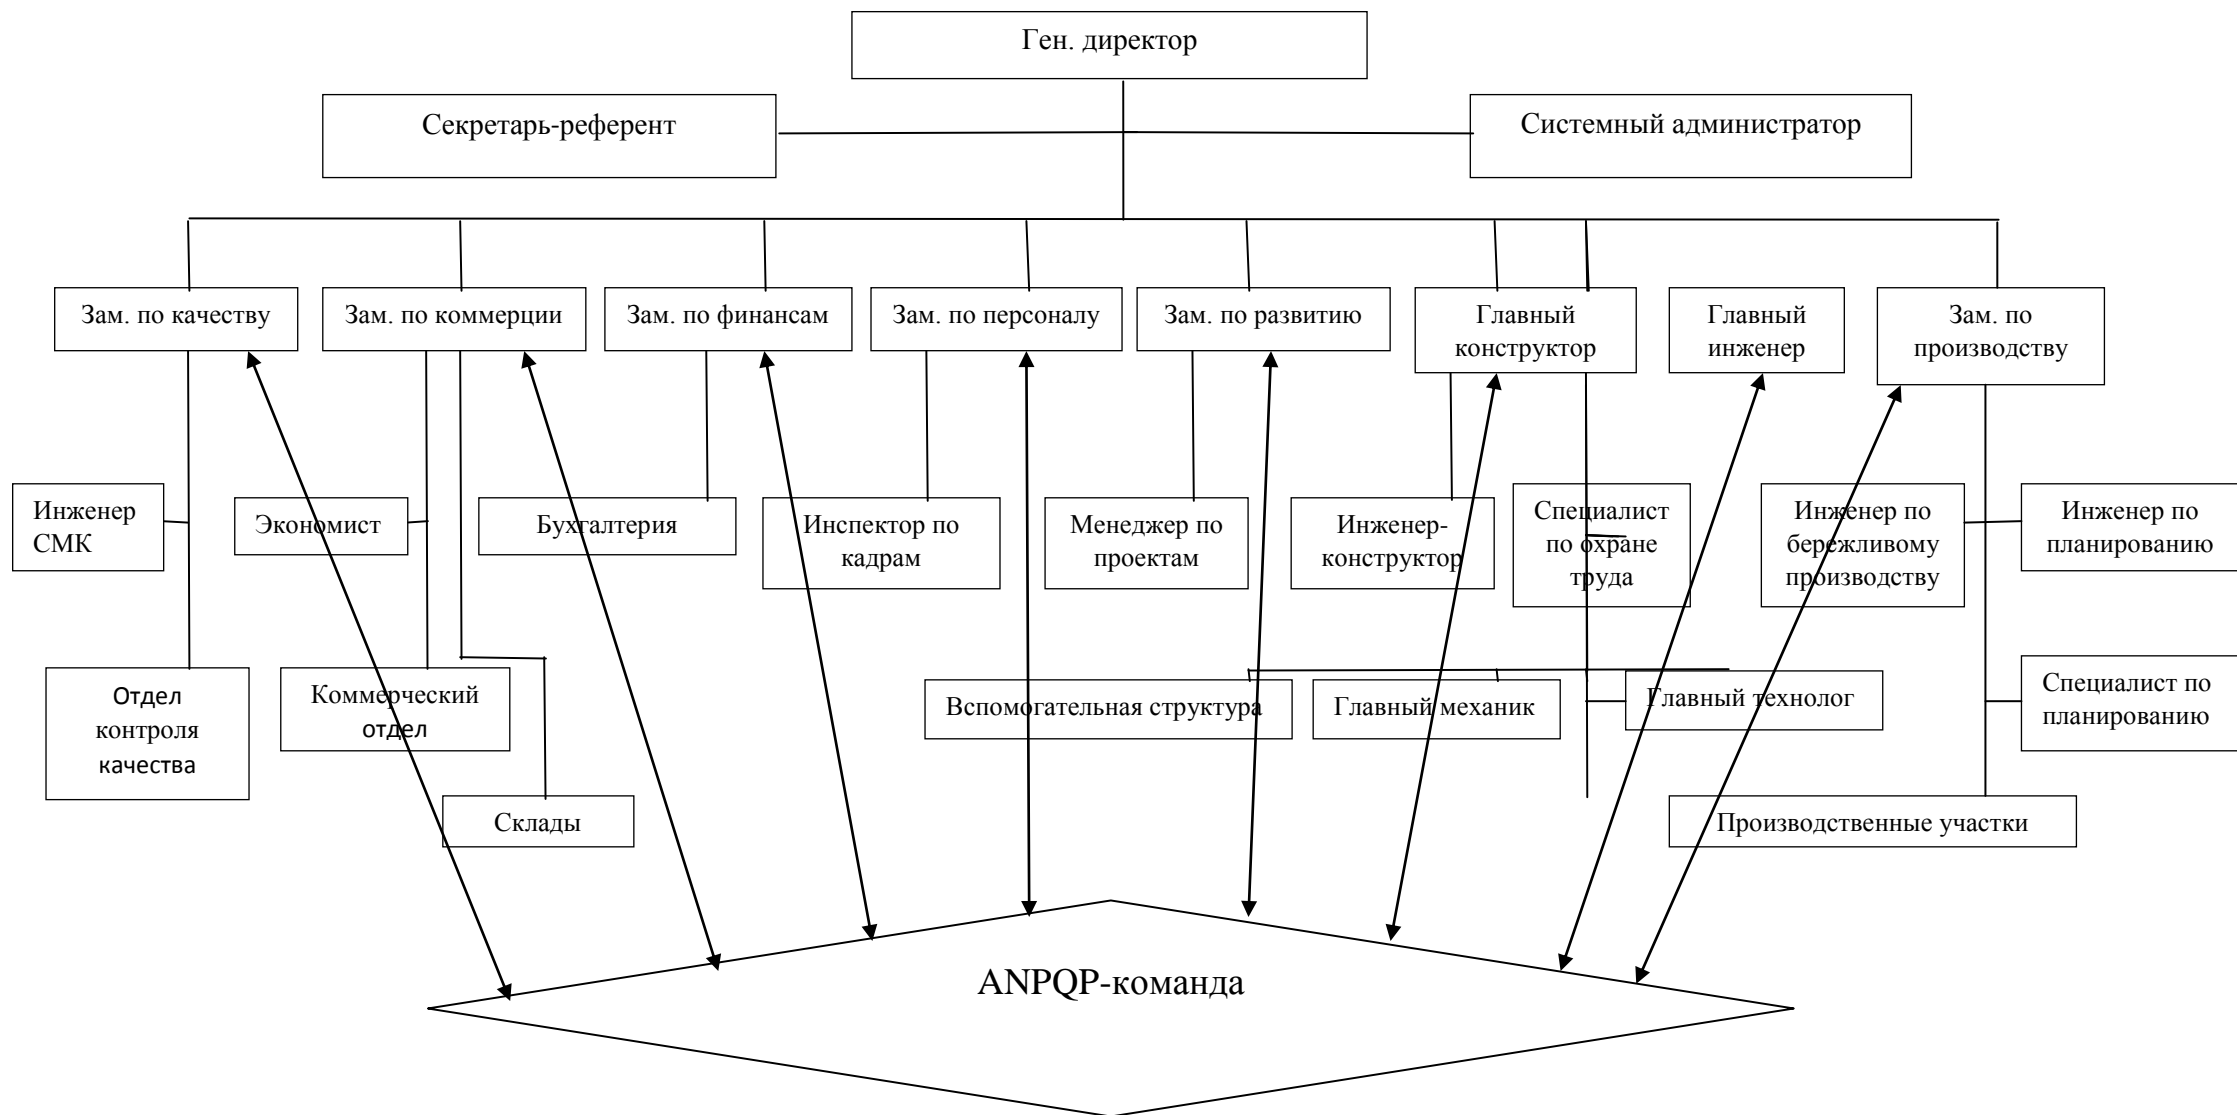 Ген. директор
Секретарь-референт
Системный администратор
Зам. по качеству
Зам. по коммерции
Зам. по финансам
Зам. по персоналу
Зам. по развитию
Главный
конструктор
Главный
инженер
Зам. по
производству
Инженер
СМК
Экономист
Бухгалтерия
Инспектор по
кадрам
Менеджер по
проектам
Инженер-
конструктор
Специалист
по охране
труда
Инженер по
бережливому
производству
Инженер по
планированию
Отдел
контроля
качества
Коммерческий
отдел
Вспомогательная структура
Главный механик
Главный технолог
Специалист по
планированию
Склады
Производственные участки
ANPQP-команда